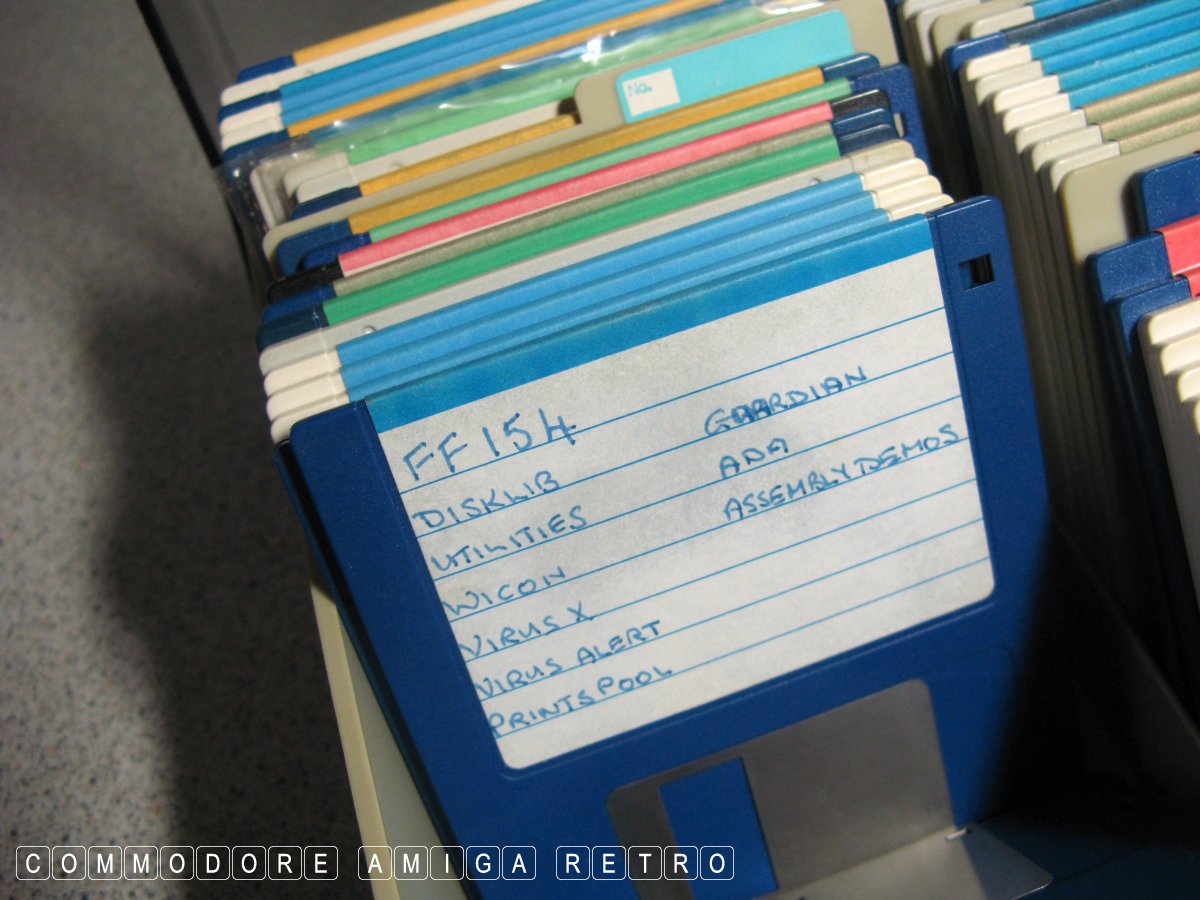 No.
FF154
DISKLIB
UTILITIES
WICON
VIRUS X
VIRUS ALERT
PRINTSPOOL
GUARDIAN
ADA
ASSEMBLY DEMOS
COMMODORE AMIGA RETRO